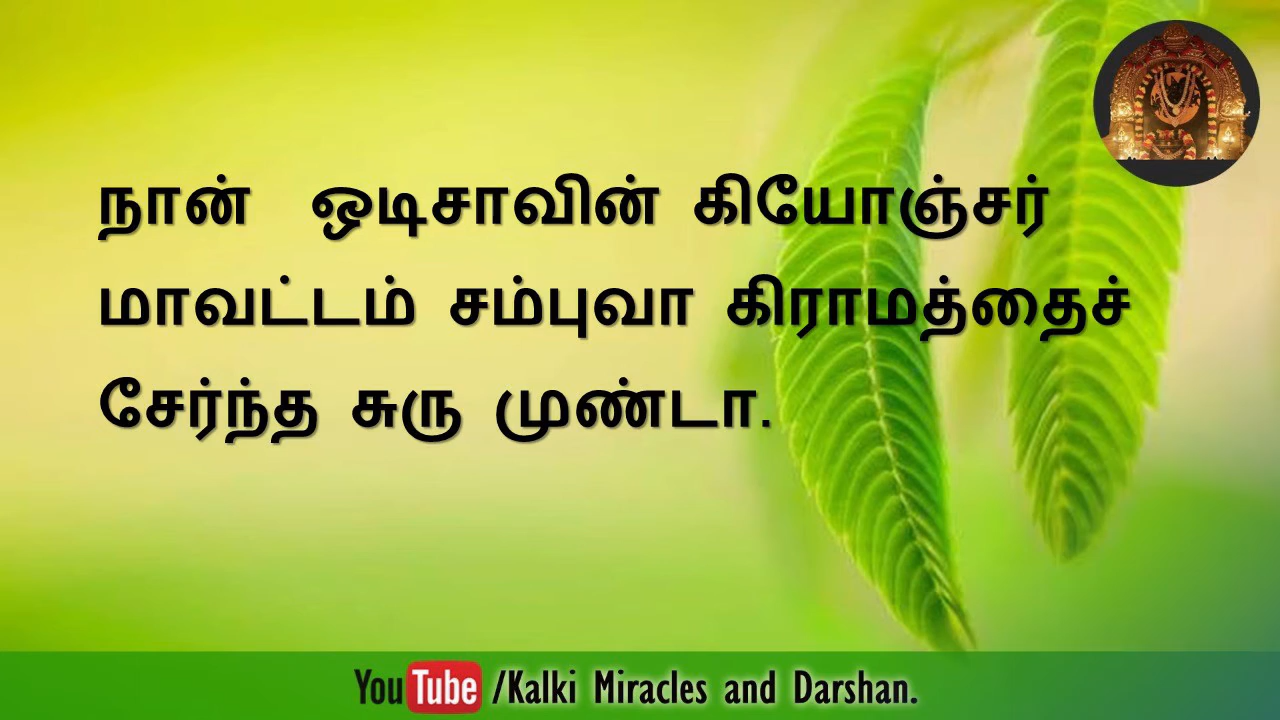 நான் ஒடிசாவின் கியோஞ்சர்
மாவட்டம் சம்புவா கிராமத்தைச்
சேர்ந்த சுரு முண்டா.
YouTube /Kalki Miracles and Darshan.